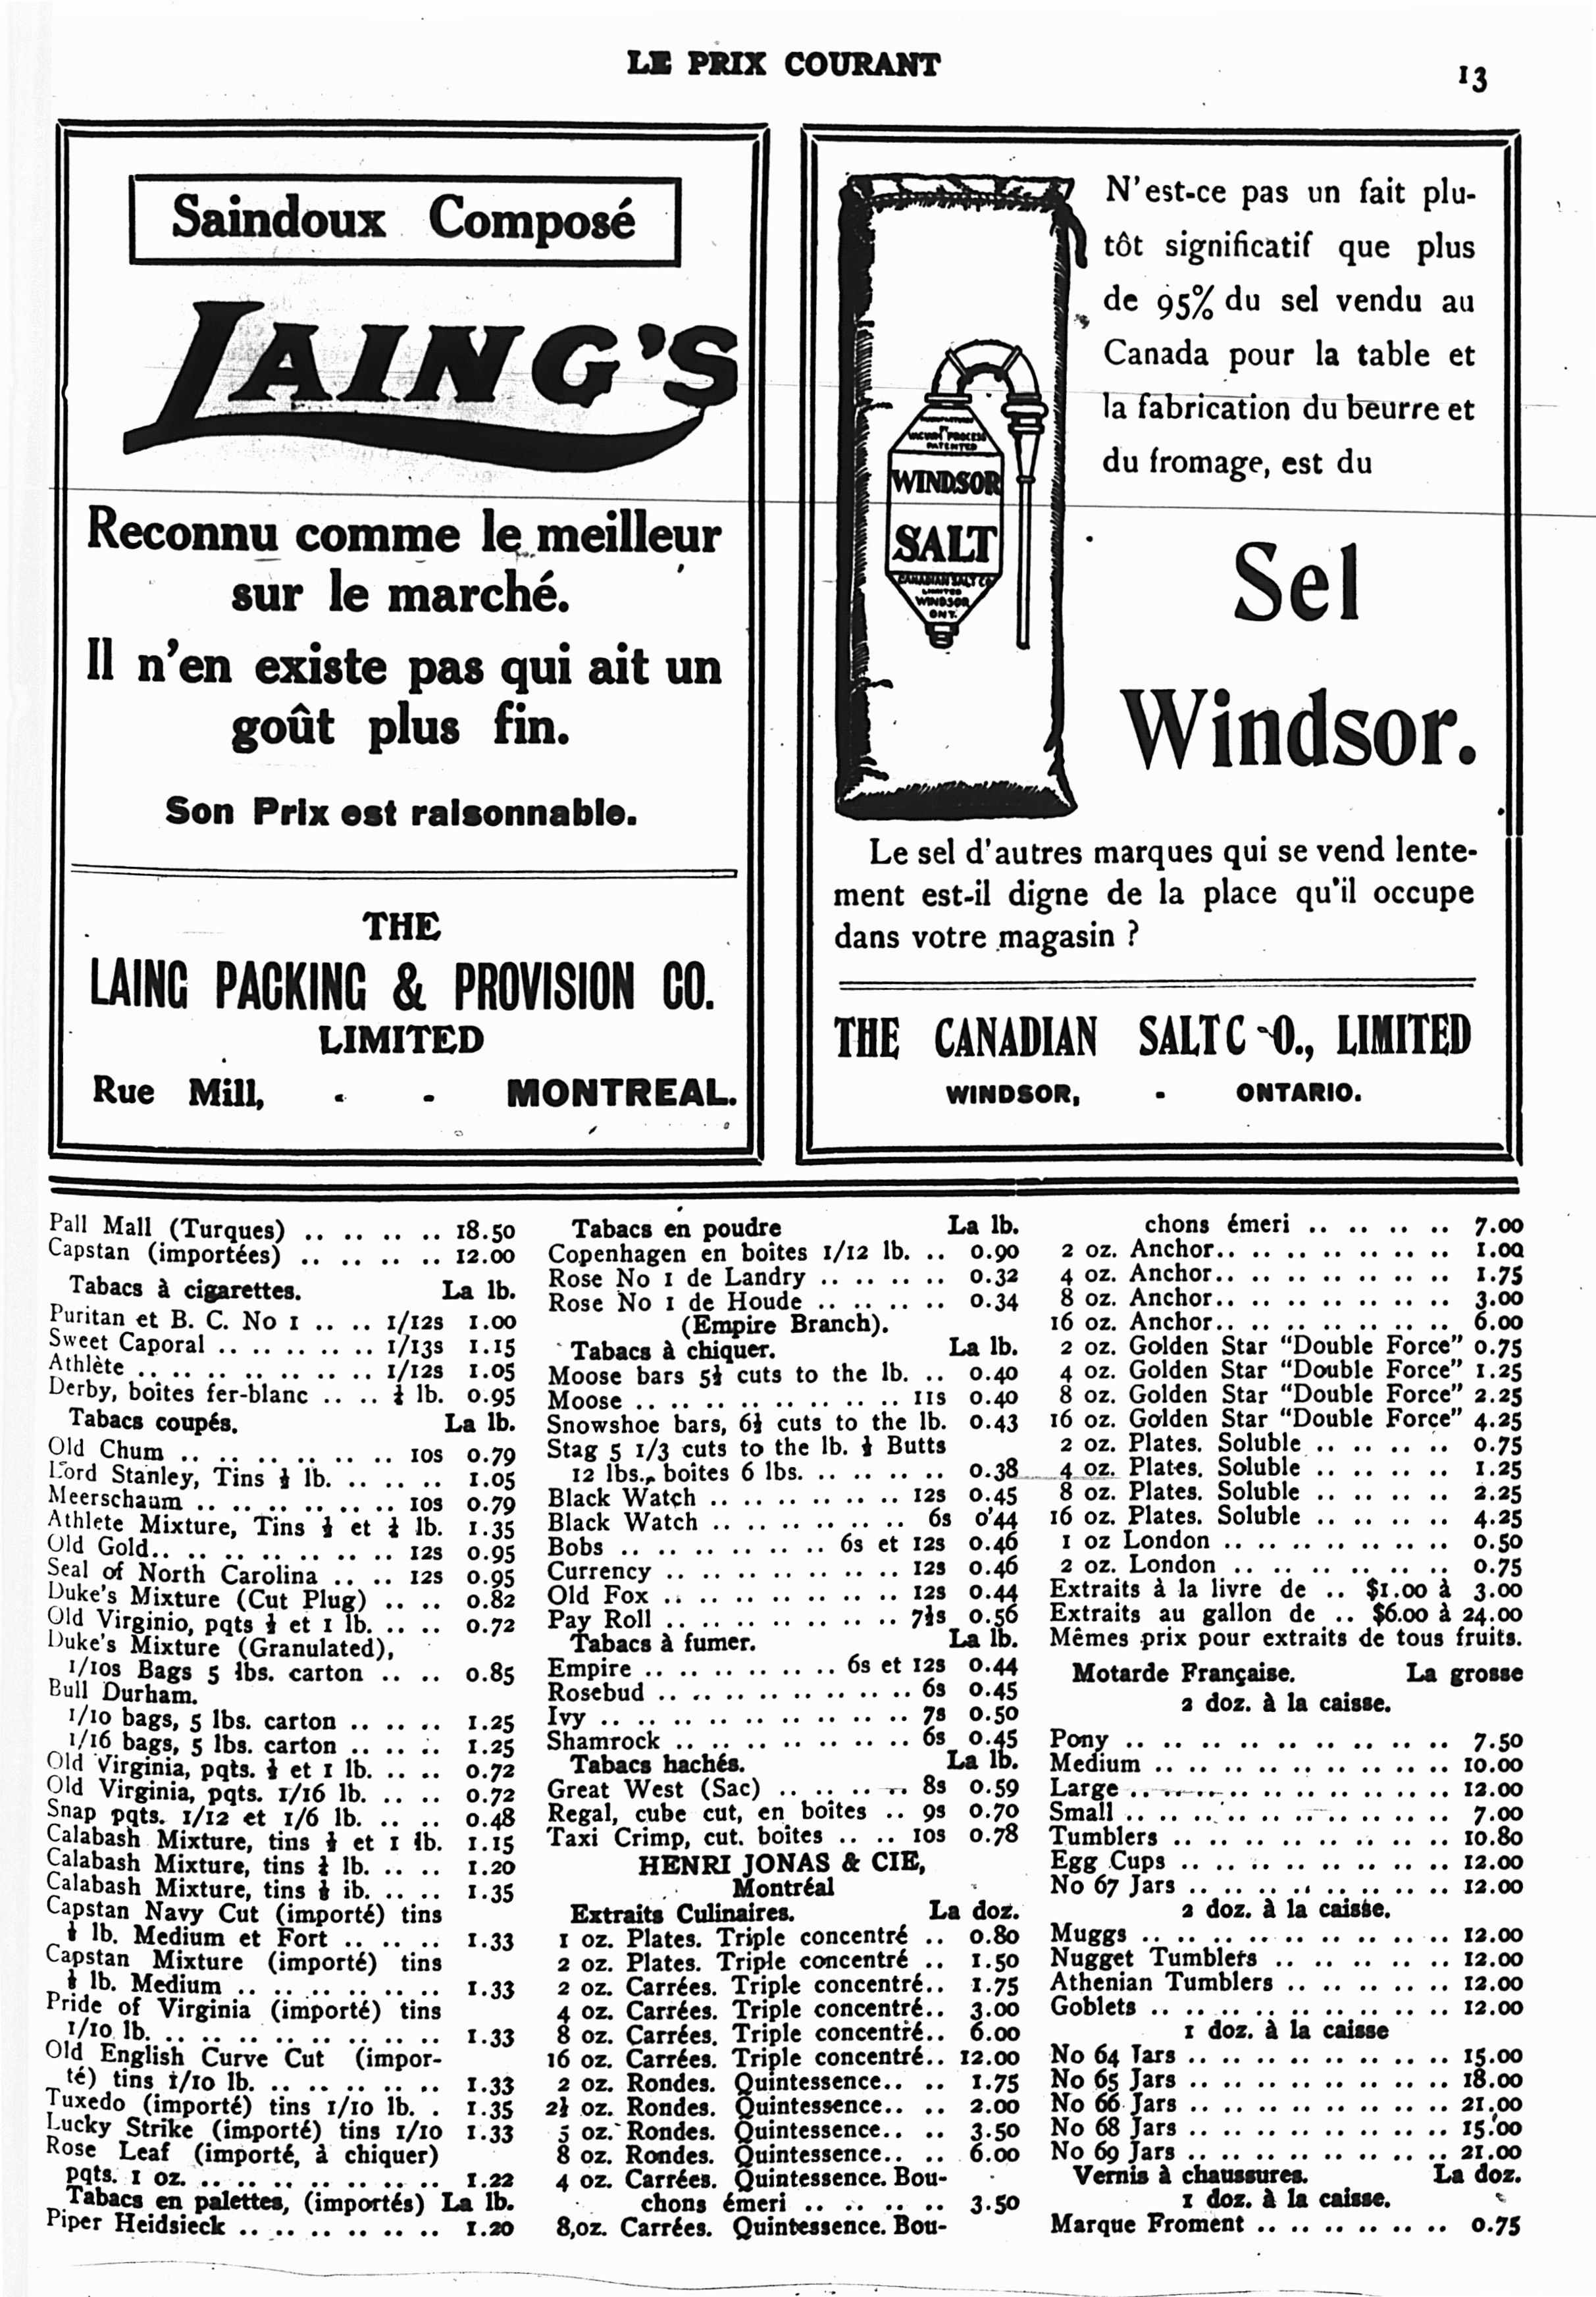 LE PRIX COURANT
13
Saindoux Composé
LAING'S
Reconnu comme le meilleur
sur le marché.
Il n'en existe pas qui ait un
goût plus fin.
Son Prix est raisonnable.
THE
LAING PACKING & PROVISION CO.
LIMITED
Rue Mill, - - MONTREAL.
N'est-ce pas un fait plu-
tôt significatif que plus
de 95% du sel vendu au
Canada pour la table et
la fabrication du beurre et
du fromage, est du
MANUFACTURED
BY
VACUUM PROCESS
PATENTED
WINDSOR
SALT
CANADIAN SALT CO
LIMITED
WINDSOR
ONT.
Sel
Windsor.
Le sel d'autres marques qui se vend lente-
ment est-il digne de la place qu'il occupe
dans votre magasin ?
THE CANADIAN SALT CO., LIMITED
WINDSOR, - ONTARIO.
Pall Mall (Turques) .. .. .. .. 18.50
Capstan (importées) .. .. .. .. 12.00
Tabacs à cigarettes. La lb.
Puritan et B. C. No 1 .. .. 1/12s 1.00
Sweet Caporal .. .. .. .. .. 1/13s 1.15
Athlète .. .. .. .. .. .. .. 1/12s 1.05
Derby, boîtes fer-blanc .. .. ¼ lb. 0.95
Tabacs coupés. La lb.
Old Chum .. .. .. .. .. .. .. 10s 0.79
Lord Stanley, Tins ½ lb. .. .. .. 1.05
Meerschaum .. .. .. .. .. .. 10s 0.79
Athlete Mixture, Tins ½ et ¼ lb. 1.35
Old Gold.. .. .. .. .. .. .. 12s 0.95
Seal of North Carolina .. .. 12s 0.95
Duke's Mixture (Cut Plug) .. .. 0.82
Old Virginio, pqts ½ et 1 lb. .. .. 0.72
Duke's Mixture (Granulated),
1/10s Bags 5 lbs. carton .. .. 0.85
Bull Durham.
1/10 bags, 5 lbs. carton .. .. .. 1.25
1/16 bags, 5 lbs. carton .. .. .. 1.25
Old Virginia, pqts. ½ et 1 lb. .. .. 0.72
Old Virginia, pqts. 1/16 lb. .. .. 0.72
Snap pqts. 1/12 et 1/6 lb. .. .. 0.48
Calabash Mixture, tins ½ et 1 lb. 1.15
Calabash Mixture, tins ¼ lb. .. .. 1.20
Calabash Mixture, tins ⅛ ib. .. .. 1.35
Capstan Navy Cut (importé) tins
¼ lb. Medium et Fort .. .. .. 1.33
Capstan Mixture (importé) tins
¼ lb. Medium .. .. .. .. .. .. 1.33
Pride of Virginia (importé) tins
1/10 lb. .. .. .. .. .. .. .. .. 1.33
Old English Curve Cut (impor-
té) tins 1/10 lb. .. .. .. .. .. 1.33
Tuxedo (importé) tins 1/10 lb. . 1.35
Lucky Strike (importé) tins 1/10 1.33
Rose Leaf (importé, à chiquer)
pqts. 1 oz. .. .. .. .. .. .. .. 1.22
Tabacs en palettes, (importés) La lb.
Piper Heidsieck .. .. .. .. .. .. 1.20
Tabacs en poudre La lb.
Copenhagen en boîtes 1/12 lb. .. 0.90
Rose No 1 de Landry .. .. .. .. 0.32
Rose No 1 de Houde .. .. .. .. 0.34
(Empire Branch).
Tabacs à chiquer. La lb.
Moose bars 5½ cuts to the lb. .. 0.40
Moose .. .. .. .. .. .. .. .. 11s 0.40
Snowshoe bars, 6½ cuts to the lb. 0.43
Stag 5 1/3 cuts to the lb. ½ Butts
12 lbs., boîtes 6 lbs. .. .. .. .. 0.38
Black Watch .. .. .. .. .. .. 12s 0.45
Black Watch .. .. .. .. .. .. 6s 0'44
Bobs .. .. .. .. .. .. 6s et 12s 0.46
Currency .. .. .. .. .. .. .. 12s 0.46
Old Fox .. .. .. .. .. .. .. 12s 0.44
Pay Roll .. .. .. .. .. .. .. 7½s 0.56
Tabacs à fumer. La lb.
Empire .. .. .. .. .. .. 6s et 12s 0.44
Rosebud .. .. .. .. .. .. .. .. 6s 0.45
Ivy .. .. .. .. .. .. .. .. .. 7s 0.50
Shamrock .. .. .. .. .. .. .. 6s 0.45
Tabacs hachés. La lb.
Great West (Sac) .. .. .. .. 8s 0.59
Regal, cube cut, en boîtes .. 9s 0.70
Taxi Crimp, cut. boîtes .. .. 10s 0.78
HENRI JONAS & CIE,
Montréal
Extraits Culinaires. La doz.
1 oz. Plates. Triple concentré .. 0.80
2 oz. Plates. Triple concentré .. 1.50
2 oz. Carrées. Triple concentré.. 1.75
4 oz. Carrées. Triple concentré.. 3.00
8 oz. Carrées. Triple concentré.. 6.00
16 oz. Carrées. Triple concentré.. 12.00
2 oz. Rondes. Quintessence.. .. 1.75
2½ oz. Rondes. Quintessence.. .. 2.00
5 oz. Rondes. Quintessence.. .. 3.50
8 oz. Rondes. Quintessence.. .. 6.00
4 oz. Carrées. Quintessence. Bou-
chons émeri .. .. .. .. .. 3.50
8,oz. Carrées. Quintessence. Bou-
chons émeri .. .. .. .. .. 7.00
2 oz. Anchor.. .. .. .. .. .. .. 1.00
4 oz. Anchor.. .. .. .. .. .. .. 1.75
8 oz. Anchor.. .. .. .. .. .. .. 3.00
16 oz. Anchor.. .. .. .. .. .. .. 6.00
2 oz. Golden Star "Double Force" 0.75
4 oz. Golden Star "Double Force" 1.25
8 oz. Golden Star "Double Force" 2.25
16 oz. Golden Star "Double Force" 4.25
2 oz. Plates. Soluble .. .. .. .. 0.75
4 oz. Plates. Soluble .. .. .. .. 1.25
8 oz. Plates. Soluble .. .. .. .. 2.25
16 oz. Plates. Soluble .. .. .. .. 4.25
1 oz London .. .. .. .. .. .. .. 0.50
2 oz. London .. .. .. .. .. .. .. 0.75
Extraits à la livre de .. $1.00 à 3.00
Extraits au gallon de .. $6.00 à 24.00
Mêmes prix pour extraits de tous fruits.
Motarde Française. La grosse
2 doz. à la caisse.
Pony .. .. .. .. .. .. .. .. .. 7.50
Medium .. .. .. .. .. .. .. .. 10.00
Large .. .. .. .. .. .. .. .. .. 12.00
Small .. .. .. .. .. .. .. .. .. 7.00
Tumblers .. .. .. .. .. .. .. .. 10.80
Egg Cups .. .. .. .. .. .. .. .. 12.00
No 67 Jars .. .. .. .. .. .. .. 12.00
2 doz. à la caisse.
Muggs .. .. .. .. .. .. .. .. .. 12.00
Nugget Tumblers .. .. .. .. .. 12.00
Athenian Tumblers .. .. .. .. .. 12.00
Goblets .. .. .. .. .. .. .. .. 12.00
1 doz. à la caisse
No 64 Jars .. .. .. .. .. .. .. 15.00
No 65 Jars .. .. .. .. .. .. .. 18.00
No 66 Jars .. .. .. .. .. .. .. 21.00
No 68 Jars .. .. .. .. .. .. .. 15.00
No 69 Jars .. .. .. .. .. .. .. 21.00
Vernis à chaussures. La doz.
1 doz. à la caisse.
Marque Froment .. .. .. .. .. .. 0.75